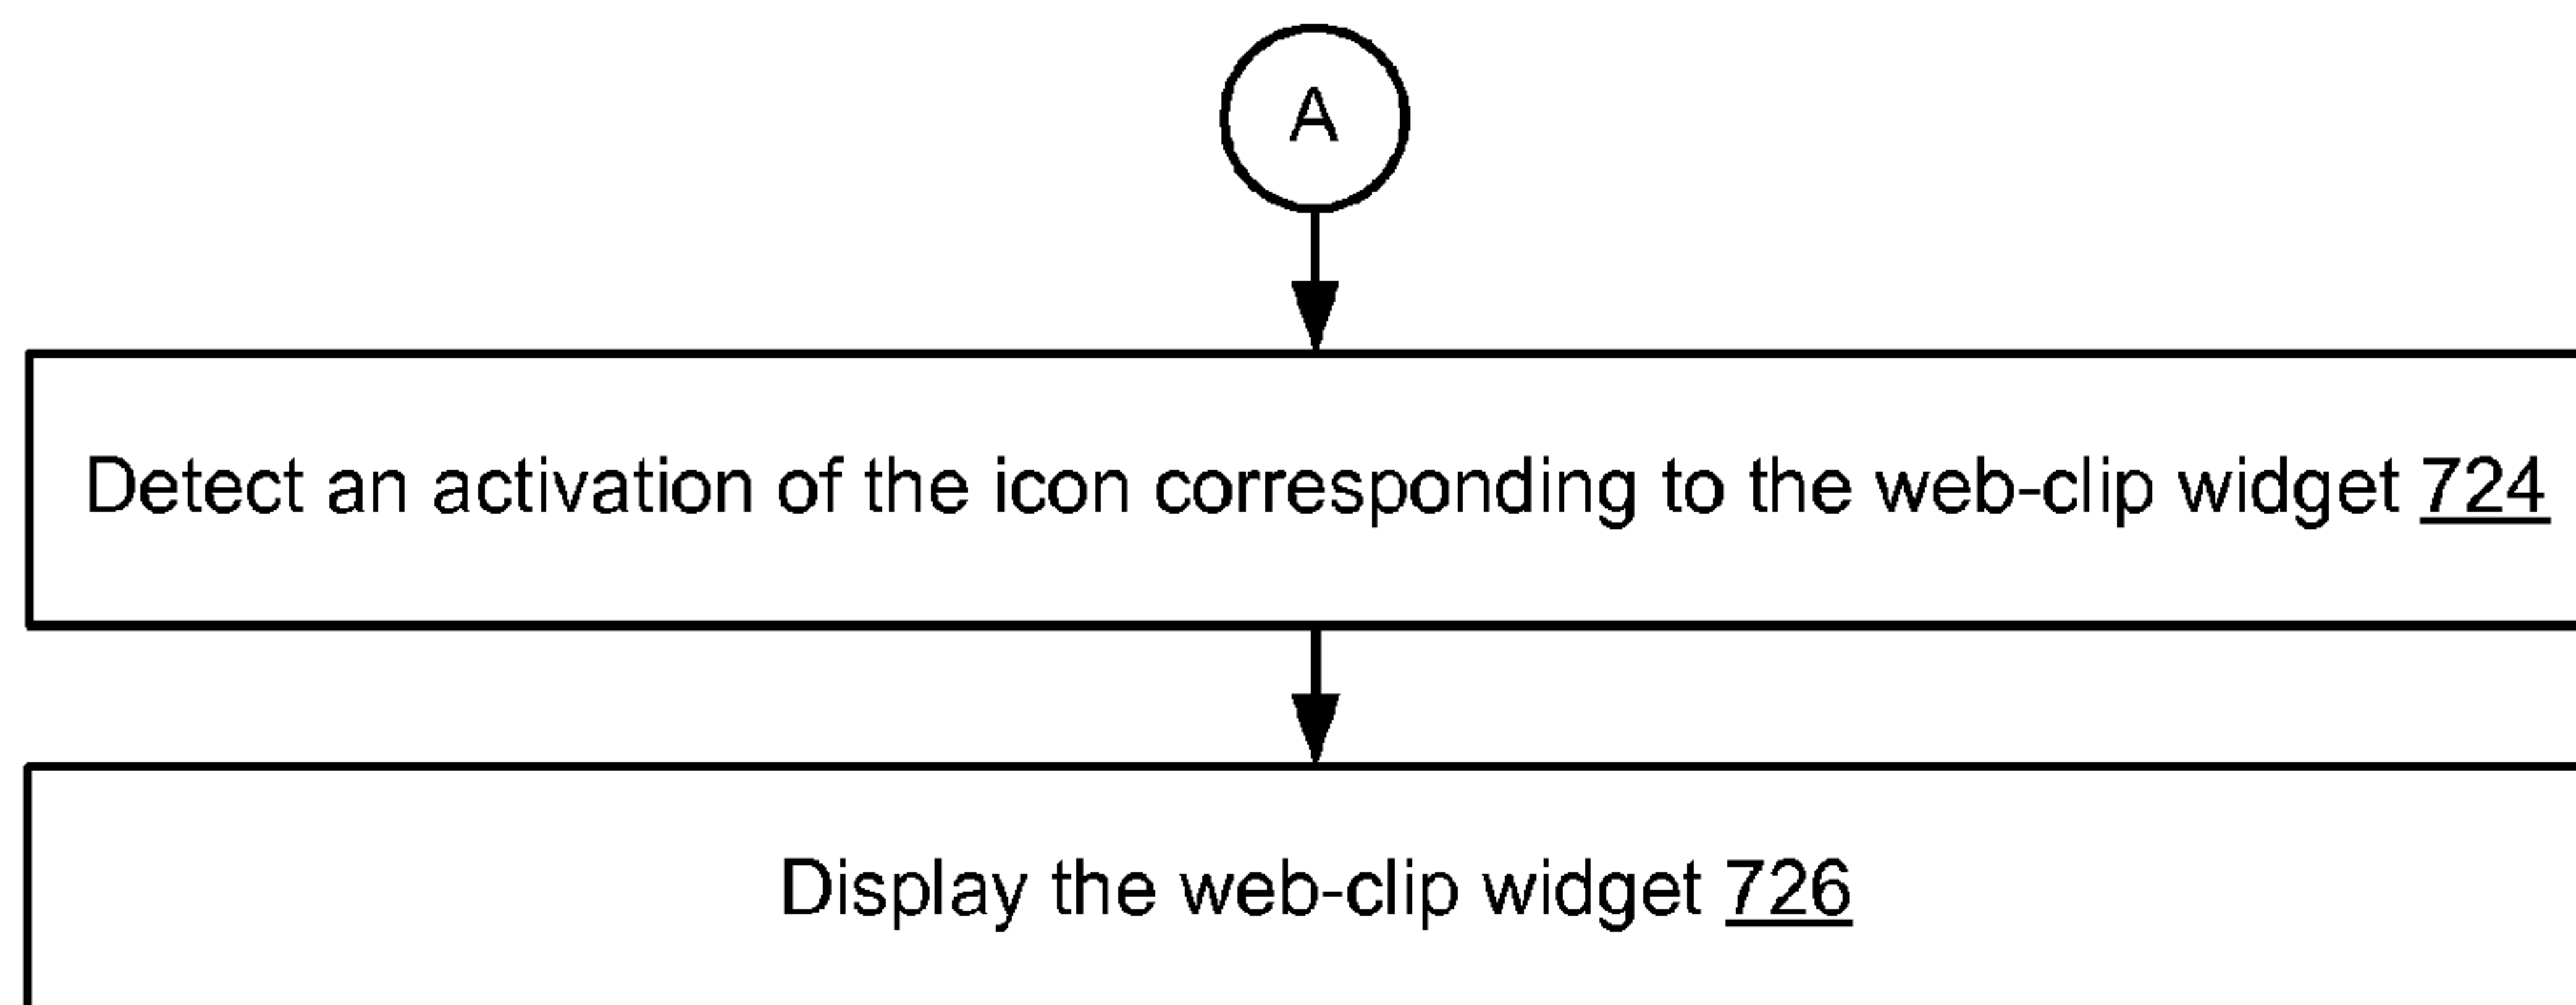 A
Detect an activation of the icon corresponding to the web-clip widget 724
Display the web-clip widget 726